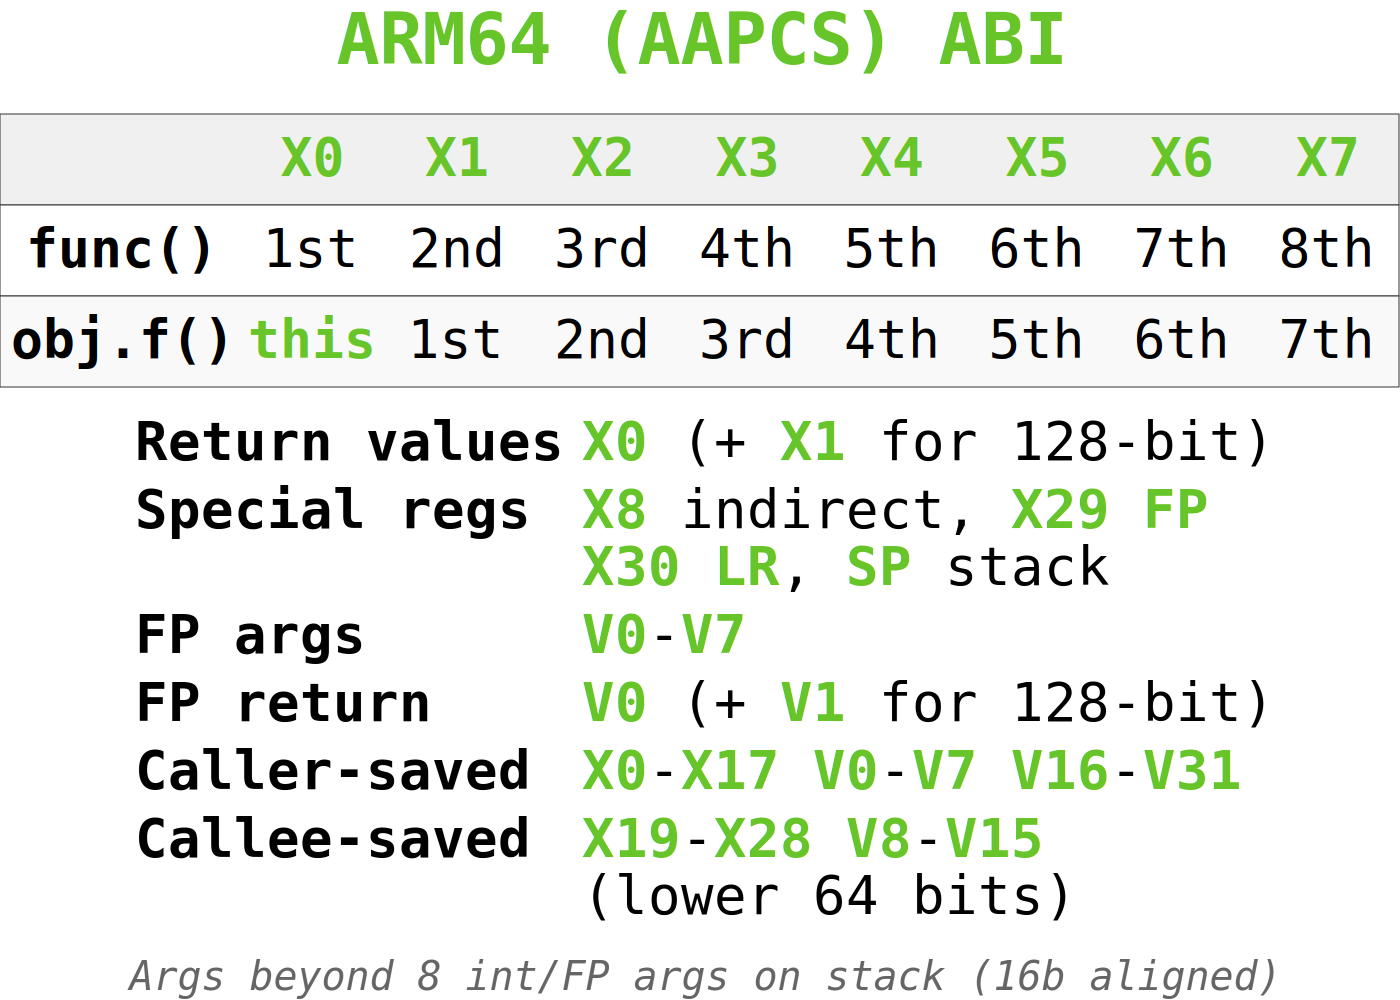 ARM64 (AAPCS) ABI
X0 X1 X2 X3 X4 X5 X6 X7
func() 1st 2nd 3rd 4th 5th 6th 7th 8th
obj.f() this 1st 2nd 3rd 4th 5th 6th 7th
Return values X0 (+ X1 for 128-bit)
Special regs X8 indirect, X29 FP
X30 LR, SP stack
FP args V0-V7
FP return V0 (+ V1 for 128-bit)
Caller-saved X0-X17 V0-V7 V16-V31
Callee-saved X19-X28 V8-V15
(lower 64 bits)
Args beyond 8 int/FP args on stack (16b aligned)